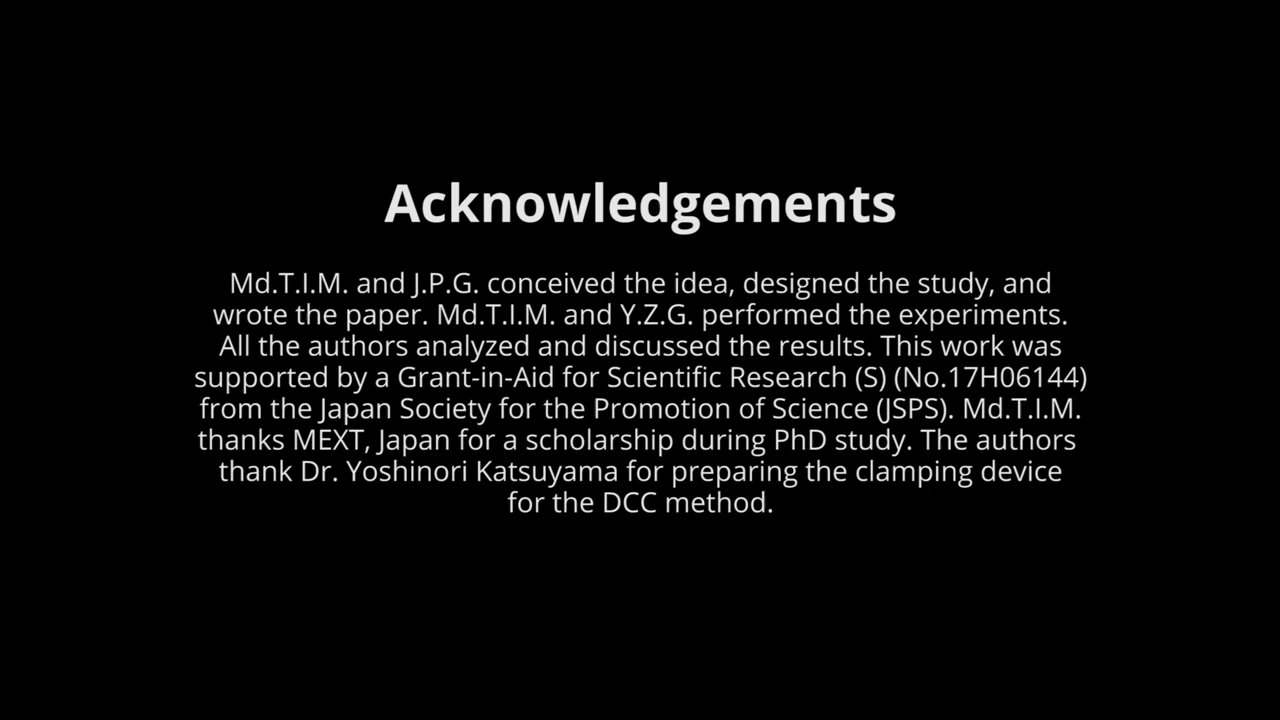 Acknowledgements
Md.T.I.M. and J.P.G. conceived the idea, designed the study, and
wrote the paper. Md.T.I.M. and Y.Z.G. performed the experiments.
All the authors analyzed and discussed the results. This work was
supported by a Grant-in-Aid for Scientific Research (S) (No.17H06144)
from the Japan Society for the Promotion of Science (JSPS). Md.T.I.M.
thanks MEXT, Japan for a scholarship during PhD study. The authors
thank Dr. Yoshinori Katsuyama for preparing the clamping device
for the DCC method.